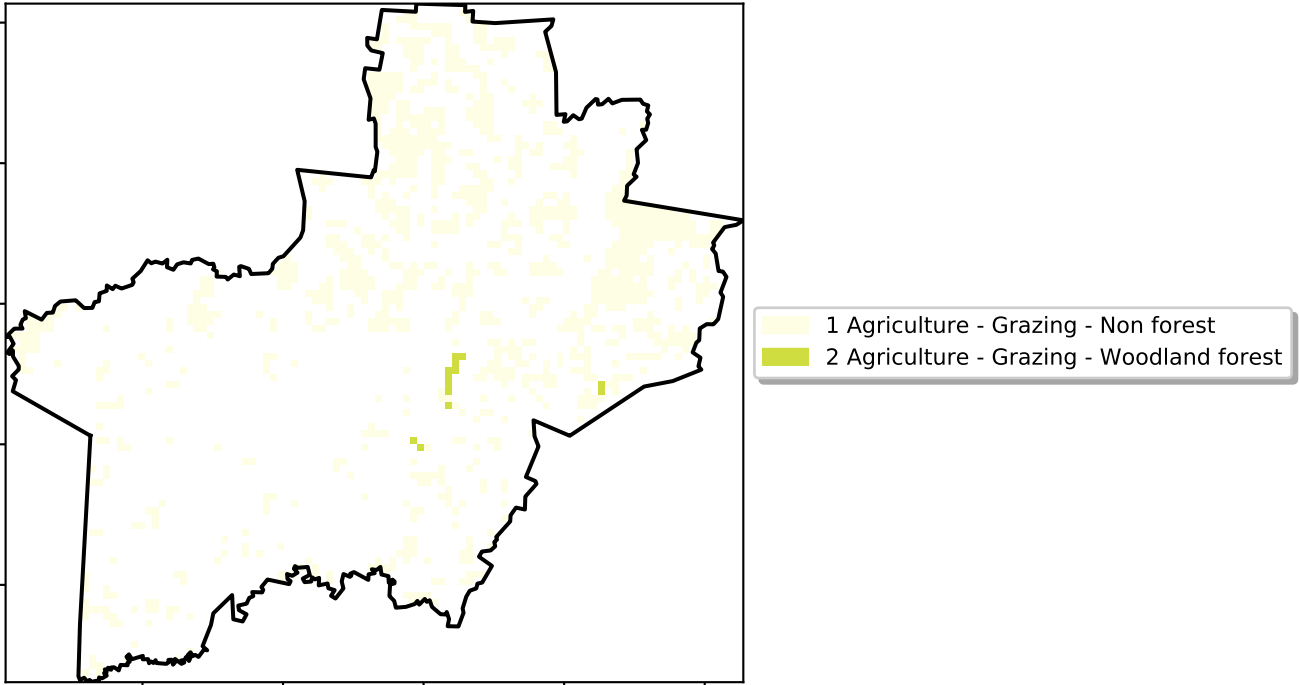 1 Agriculture - Grazing - Non forest
2 Agriculture - Grazing - Woodland forest